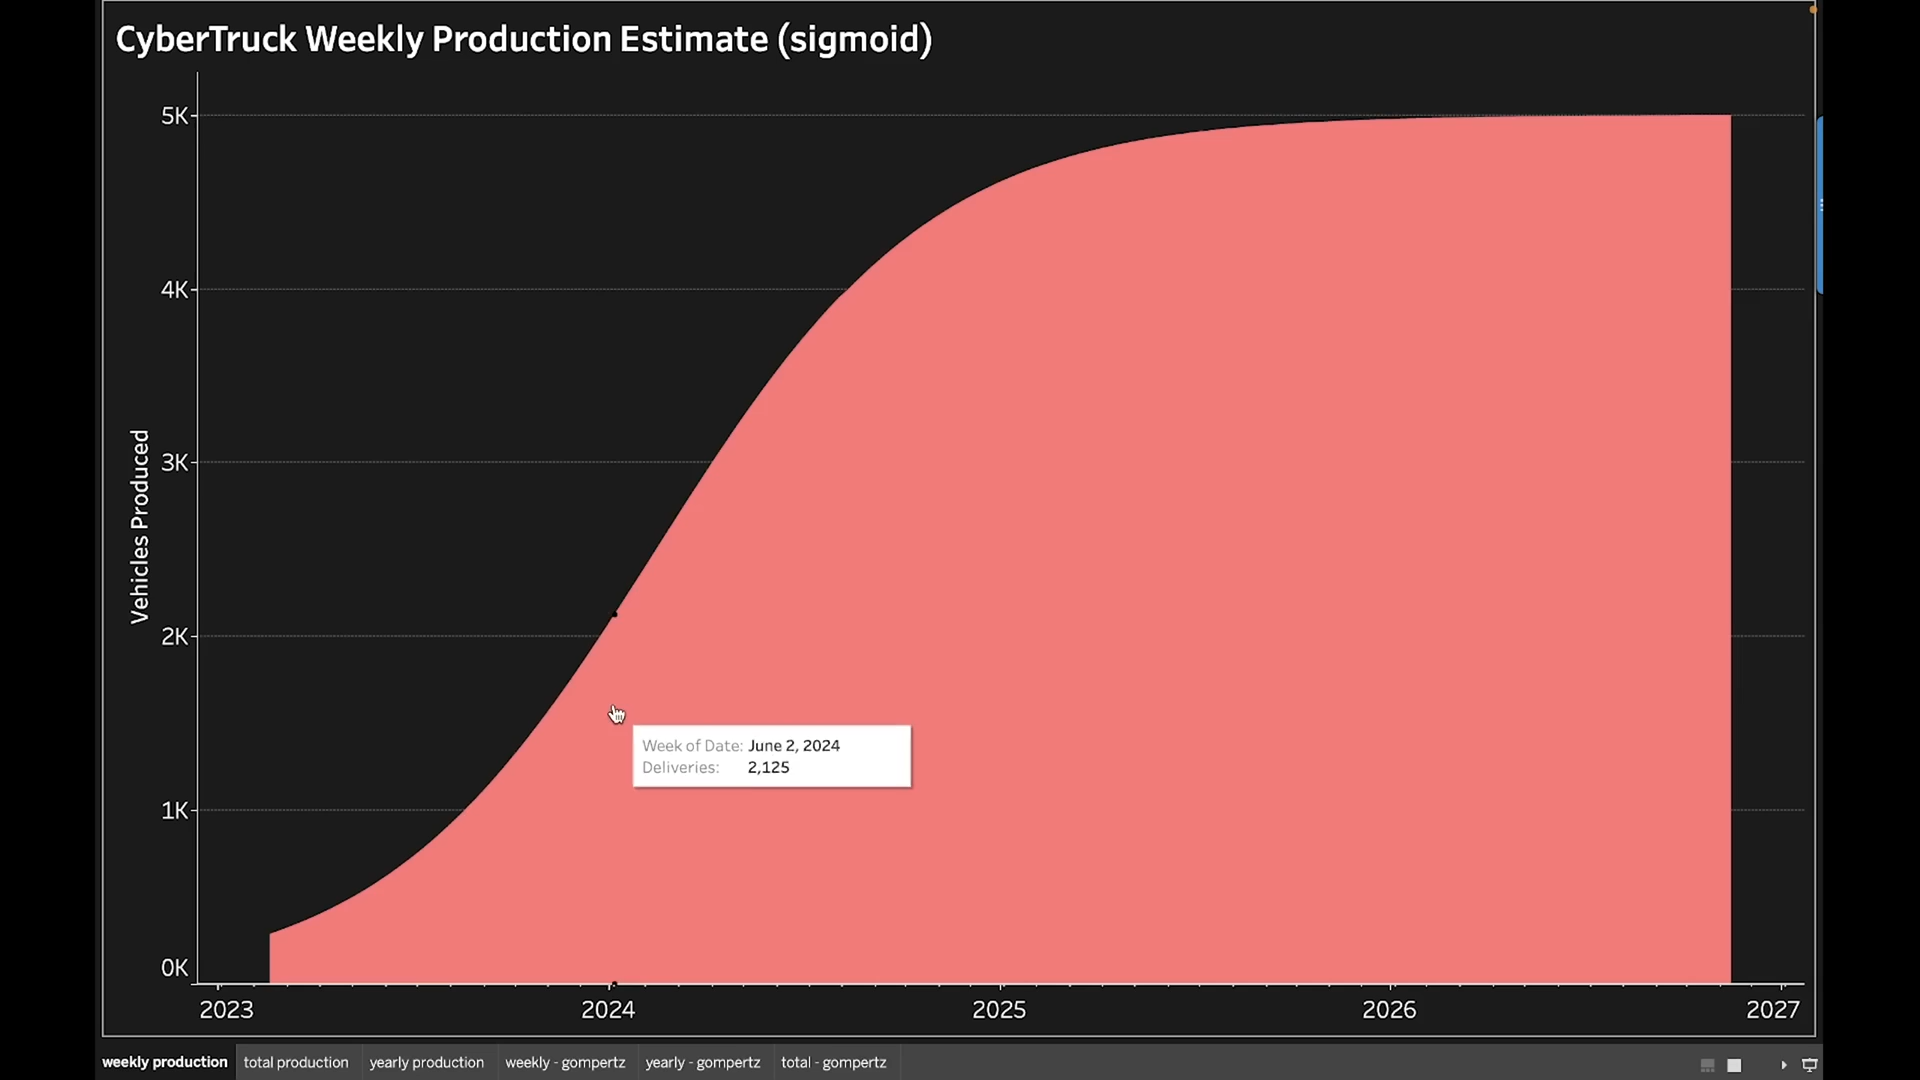 CyberTruck Weekly Production Estimate (sigmoid)
5K
4K
3K
2K
1K
0K
Vehicles Produced
Week of Date: June 2, 2024
Deliveries: 2,125
2023 2024 2025 2026 2027
weekly production total production yearly production weekly - gompertz yearly - gompertz total - gompertz